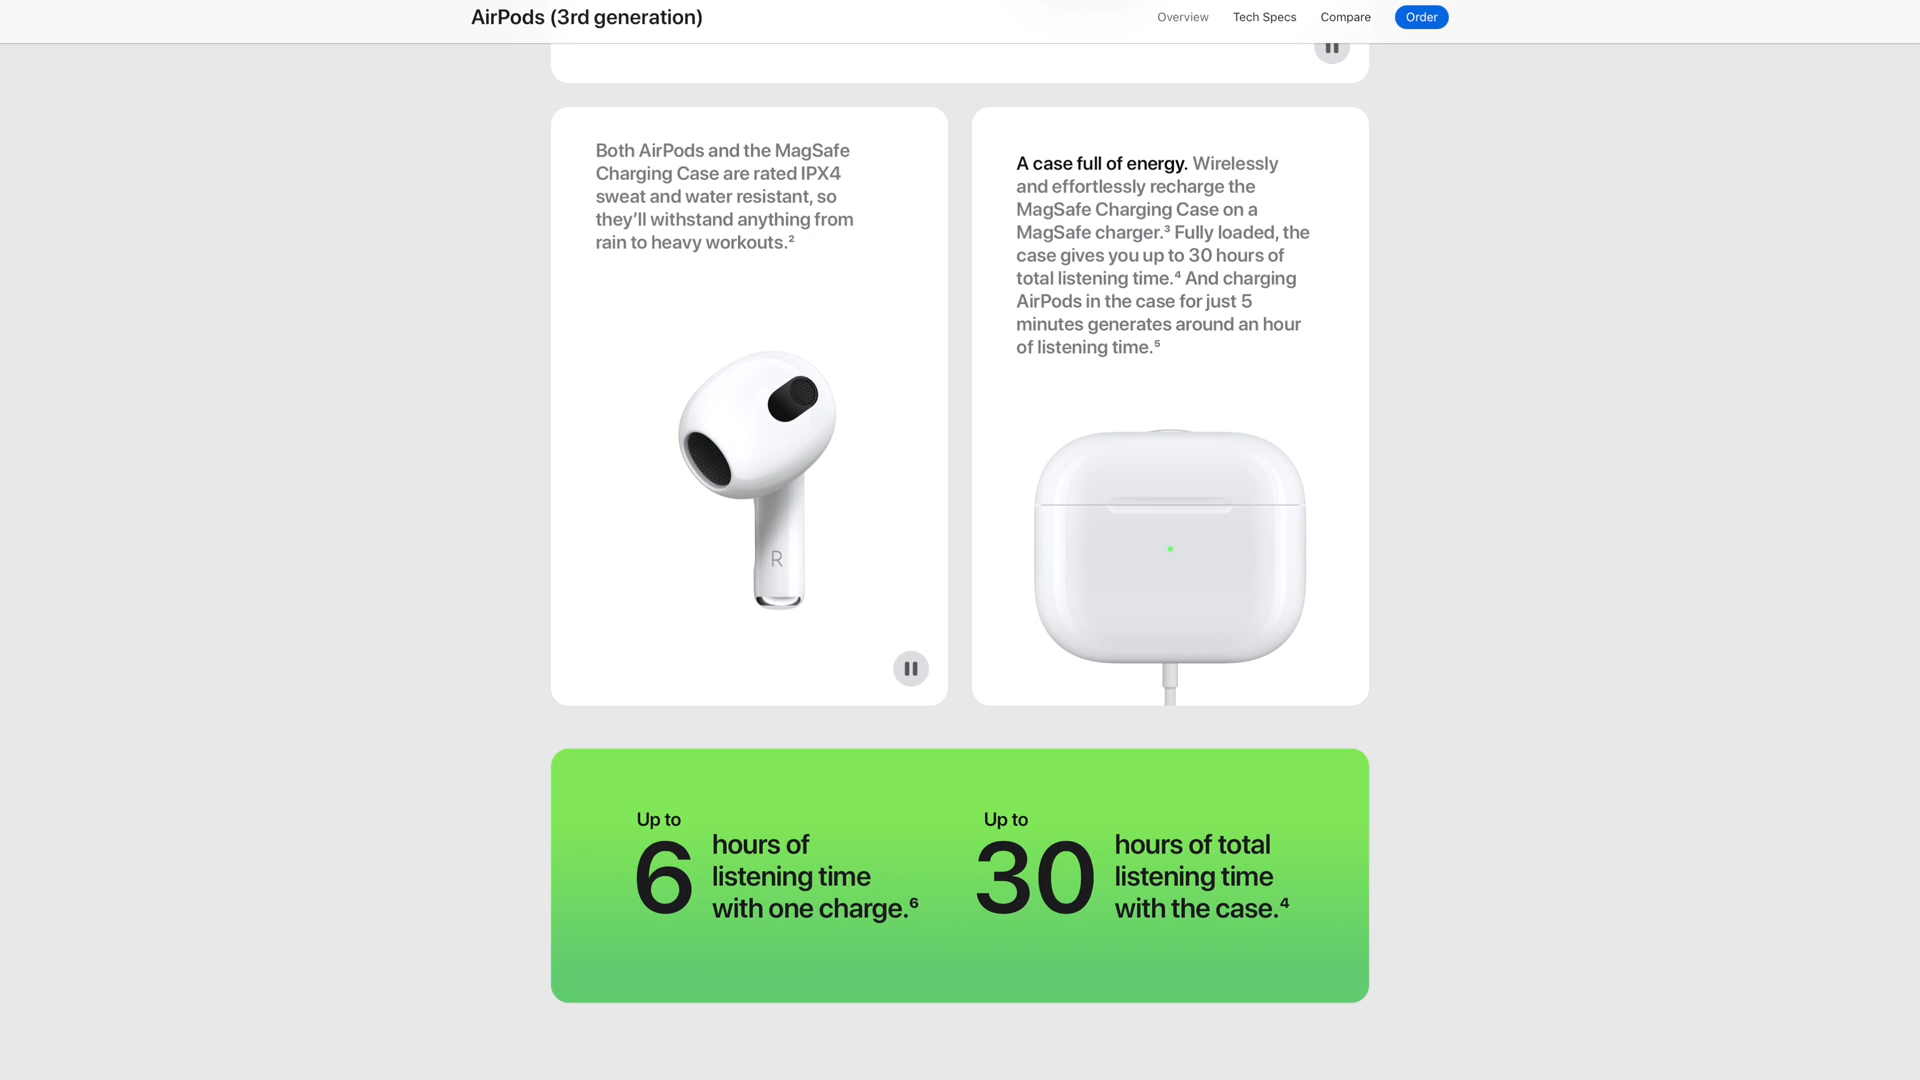 AirPods (3rd generation)
Overview
Tech Specs
Compare
Order
Both AirPods and the MagSafe
Charging Case are rated IPX4
sweat and water resistant, so
they’ll withstand anything from
rain to heavy workouts.²
A case full of energy. Wirelessly
and effortlessly recharge the
MagSafe Charging Case on a
MagSafe charger.³ Fully loaded, the
case gives you up to 30 hours of
total listening time.⁴ And charging
AirPods in the case for just 5
minutes generates around an hour
of listening time.⁵
R
Up to
6
hours of
listening time
with one charge.⁶
Up to
30
hours of total
listening time
with the case.⁴